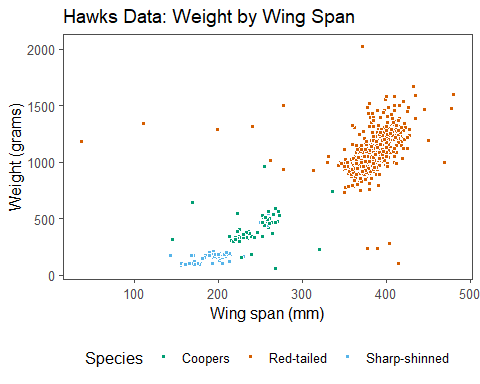 Hawks Data: Weight by Wing Span
2000
1500
1000
500
0
Weight (grams)
100 200 300 400 500
Wing span (mm)
Species Coopers Red-tailed Sharp-shinned